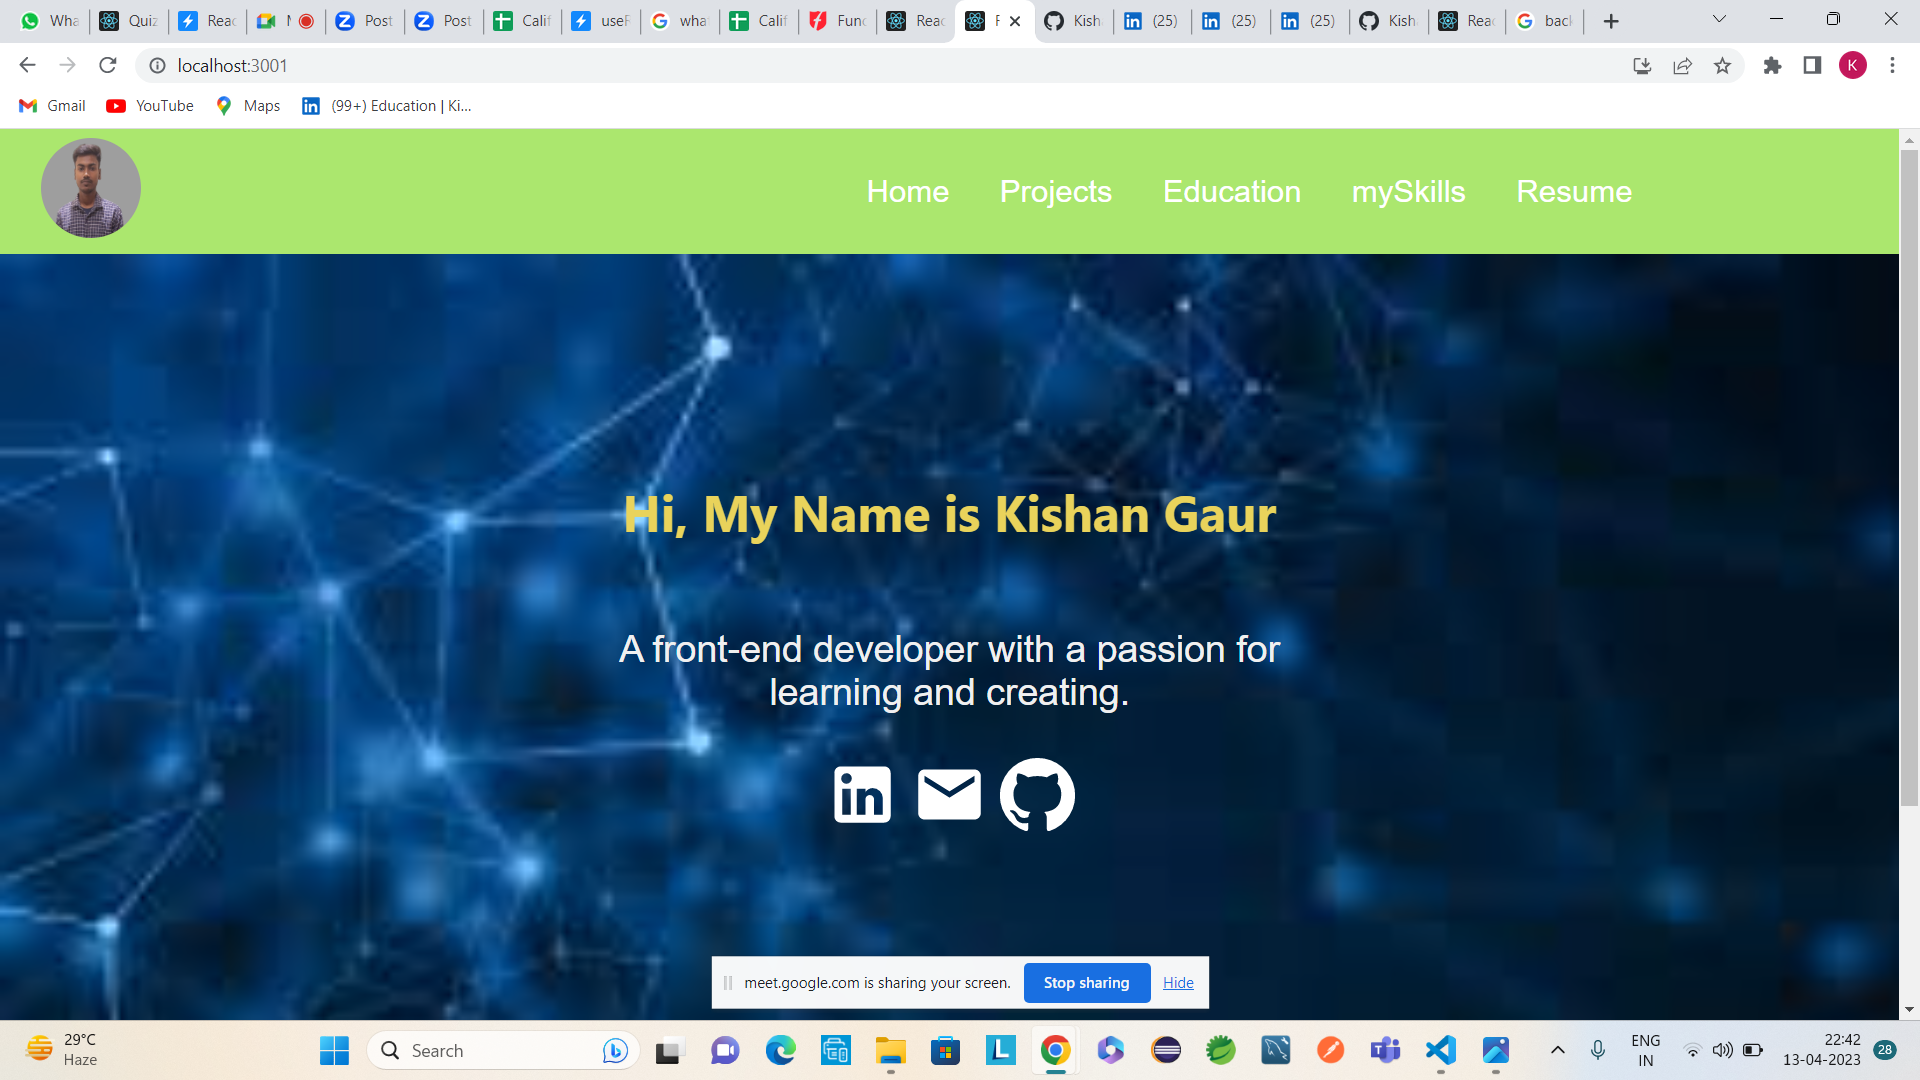 Wha
Quiz
Reac
Post
Post
Calif
useF
wha
Calif
Func
Reac
Kish
(25)
(25)
(25)
Kish
Reac
bac
localhost:3001
K
Gmail
YouTube
Maps
(99+) Education | Ki...
Home
Projects
Education
mySkills
Resume
Hi, My Name is Kishan Gaur
A front-end developer with a passion for
learning and creating.
in
meet.google.com is sharing your screen.
Stop sharing
Hide
29°C
Haze
Search
ENG
IN
22:42
13-04-2023
28